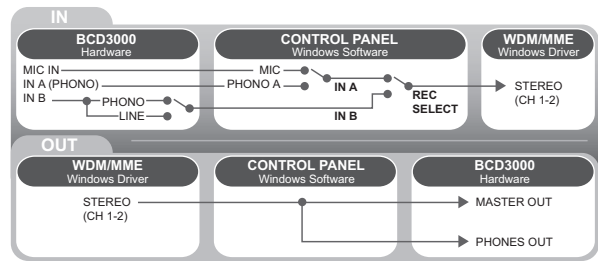 IN
BCD3000
Hardware
CONTROL PANEL
Windows Software
WDM/MME
Windows Driver
MIC IN
MIC
IN A (PHONO)
PHONO A
IN A
IN B
PHONO
LINE
IN B
REC
SELECT
STEREO
(CH 1-2)
OUT
WDM/MME
Windows Driver
CONTROL PANEL
Windows Software
BCD3000
Hardware
STEREO
(CH 1-2)
MASTER OUT
PHONES OUT